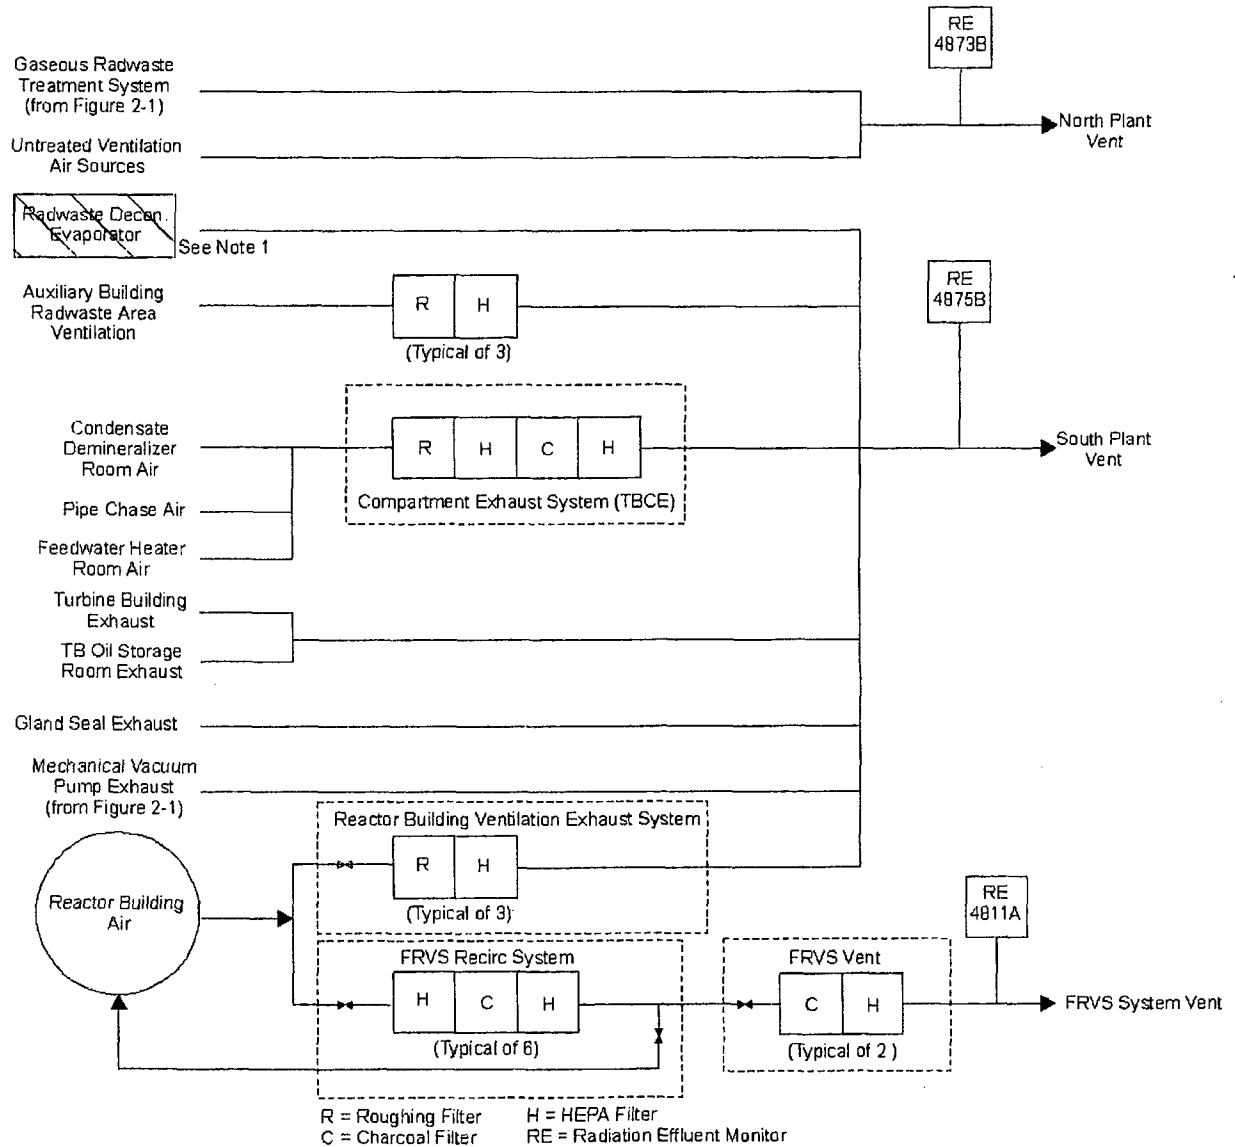 RE
4873B
Gaseous Radwaste
Treatment System
(from Figure 2-1)
North Plant
Vent
Untreated Ventilation
Air Sources
Radwaste Decon.
Evaporator
See Note 1
RE
4875B
Auxiliary Building
Radwaste Area
Ventilation
R H
(Typical of 3)
Condensate
Demineralizer
Room Air
R H C H
South Plant
Vent
Compartment Exhaust System (TBCE)
Pipe Chase Air
Feedwater Heater
Room Air
Turbine Building
Exhaust
TB Oil Storage
Room Exhaust
Gland Seal Exhaust
Mechanical Vacuum
Pump Exhaust
(from Figure 2-1)
Reactor Building Ventilation Exhaust System
R H
(Typical of 3)
Reactor Building
Air
RE
4811A
FRVS Recirc System
H C H
(Typical of 6)
FRVS Vent
C H
(Typical of 2 )
FRVS System Vent
R = Roughing Filter H = HEPA Filter
C = Charcoal Filter RE = Radiation Effluent Monitor